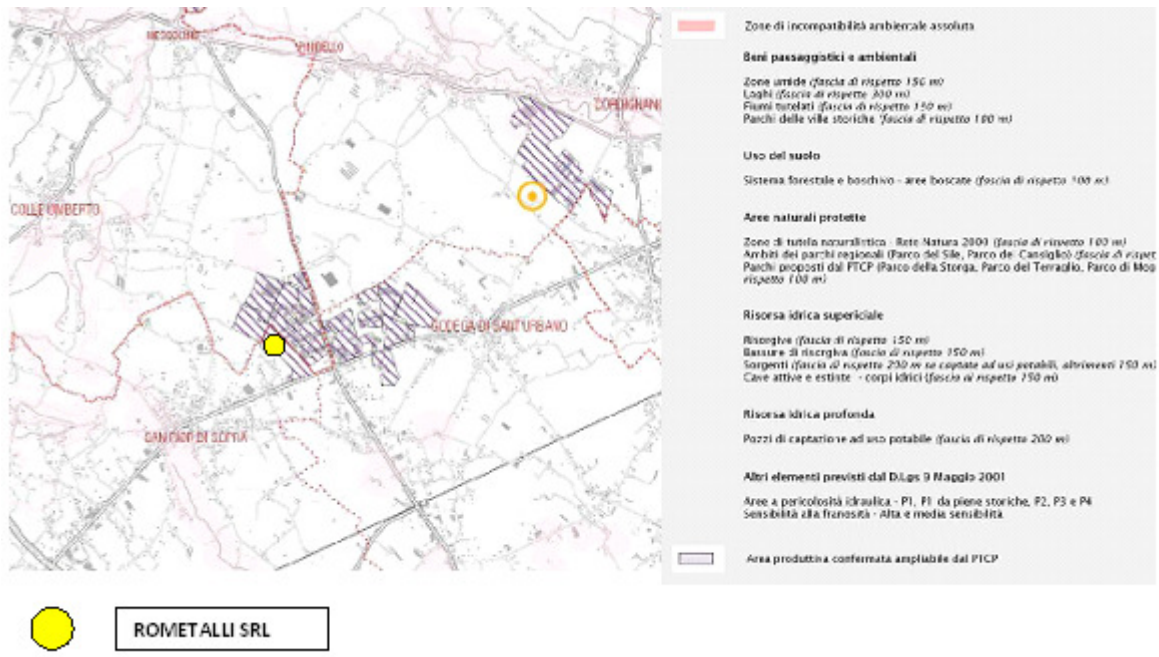 PINIDELLO
CORDIGNAN
COLLE UMBERTO
GODEGA DI SANT'URBANO
SAN FIOR DI SOPRA
Zone di incompatibilità ambientale assoluta
Beni paesaggistici e ambientali
Zone umide (fascia di rispetto 150 m)
Laghi (fascia di rispetto 300 m)
Fiumi tutelati (fascia di rispetto 150 m)
Parchi delle ville storiche (fascia di rispetto 100 m)
Uso del suolo
Sistema forestale e boschivo - aree boscate (fascia di rispetto 100 m)
Aree naturali protette
Zone di tutela naturalistica - Rete Natura 2000 (fascia di rispetto 100 m)
Ambiti dei parchi regionali (Parco del Sile, Parco del Cansiglio) (fascia di rispet
Parchi proposti dal PTCP (Parco della Storga, Parco del Terraglio, Parco di Mog
rispetto 100 m)
Risorsa idrica superficiale
Risorgive (fascia di rispetto 150 m)
Bassure di risorgiva (fascia di rispetto 150 m)
Sorgenti (fascia di rispetto 200 m se captate ad usi potabili, altrimenti 150 m)
Cave attive e estinte - corpi idrici (fascia di rispetto 150 m)
Risorsa idrica profonda
Pozzi di captazione ad uso potabile (fascia di rispetto 200 m)
Altri elementi previsti dal D.Lgs 9 Maggio 2001
Aree a pericolosità idraulica - P1, P1 da piene storiche, P2, P3 e P4
Sensibilità alla franosità - Alta e media sensibilità
Area produttiva confermata ampliabile dal PTCP
ROMETALLI SRL